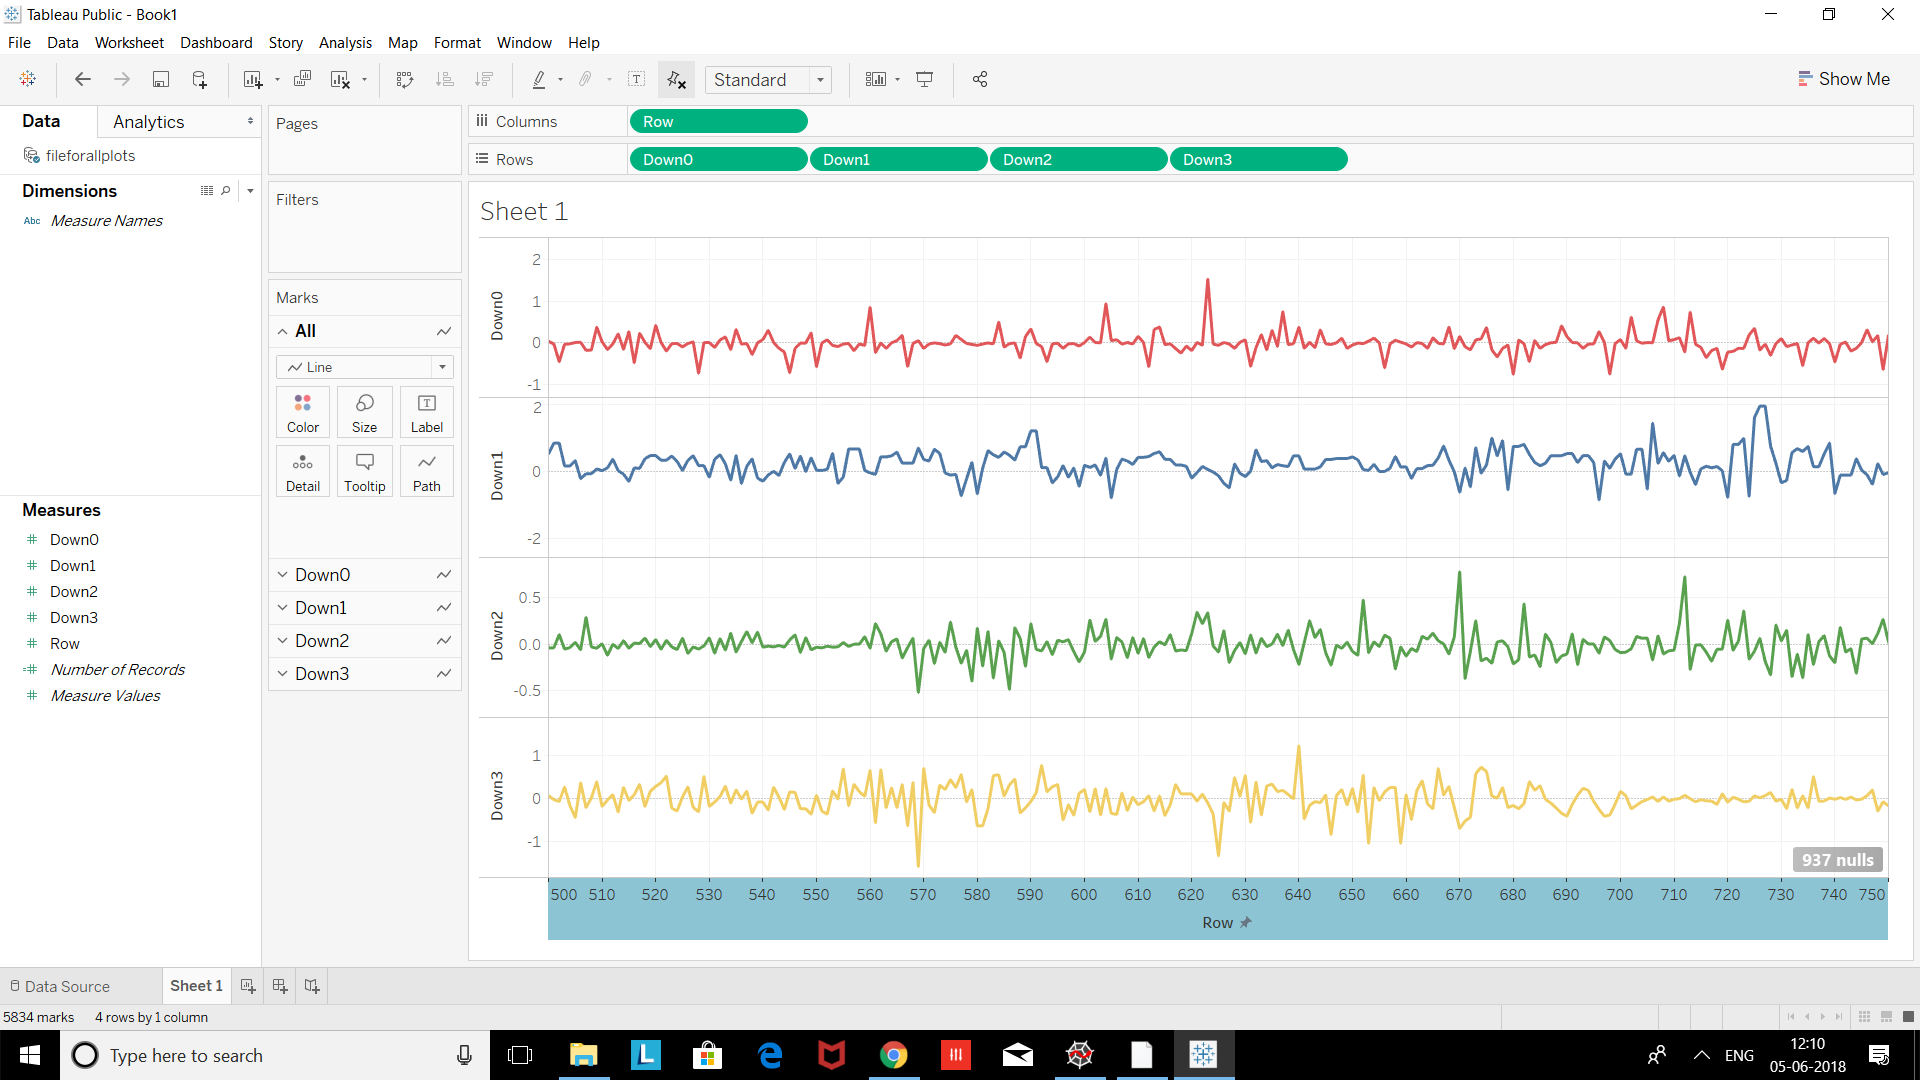 Tableau Public - Book1
File Data Worksheet Dashboard Story Analysis Map Format Window Help
Standard
Show Me
Data Analytics
fileforallplots
Dimensions
Abc Measure Names
Measures
Down0
Down1
Down2
Down3
Row
Number of Records
Measure Values
Pages
Filters
Marks
All
Line
Color Size Label
Detail Tooltip Path
Down0
Down1
Down2
Down3
Columns Row
Rows Down0 Down1 Down2 Down3
Sheet 1
Down0
2
1
0
-1
Down1
2
0
-2
Down2
0.5
0.0
-0.5
Down3
1
0
-1
937 nulls
500 510 520 530 540 550 560 570 580 590 600 610 620 630 640 650 660 670 680 690 700 710 720 730 740 750
Row
Data Source Sheet 1
5834 marks 4 rows by 1 column
Type here to search
L
ENG
12:10
05-06-2018